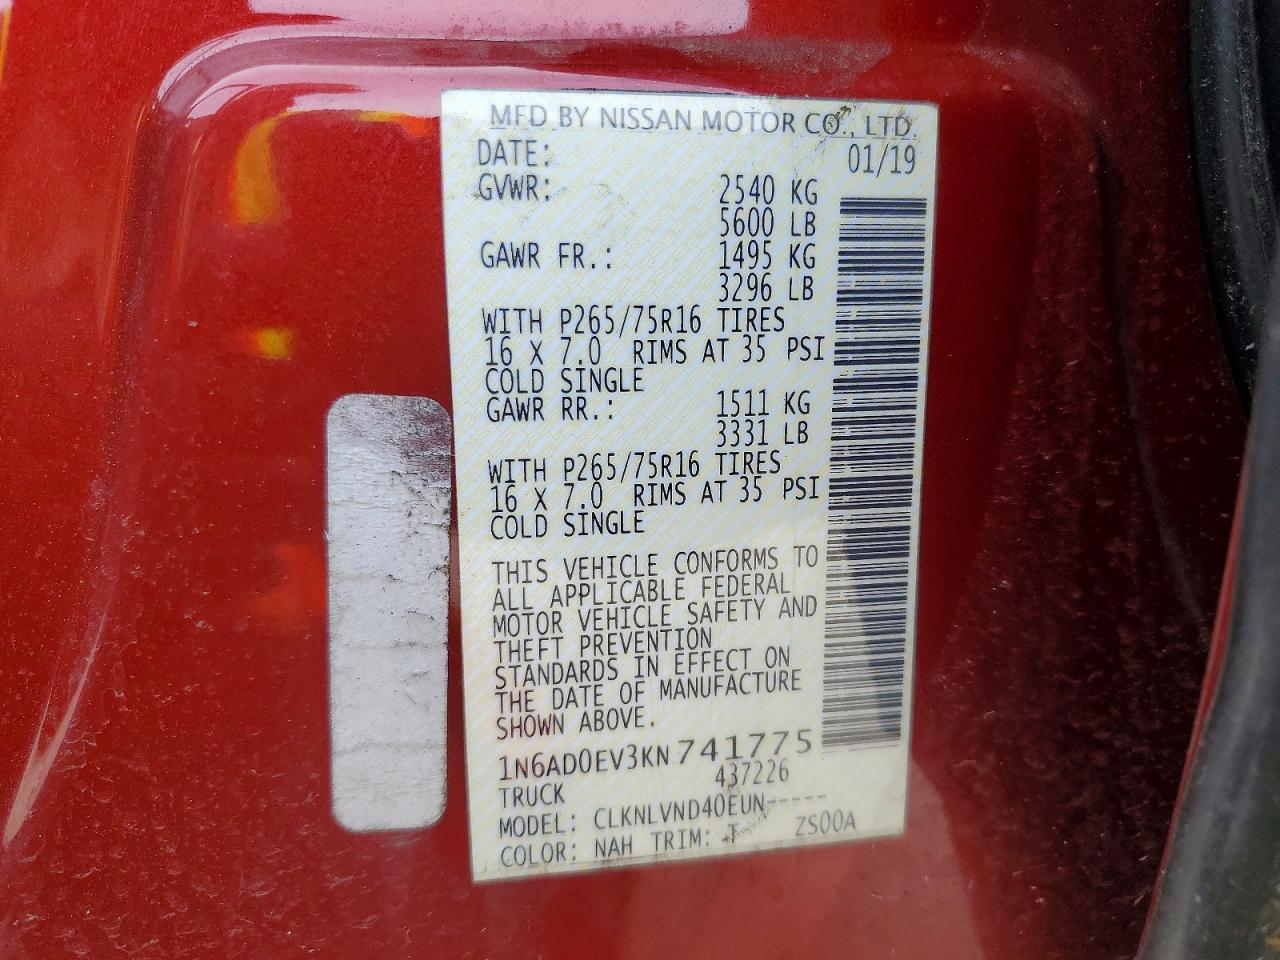 MFD BY NISSAN MOTOR CO., LTD.
DATE: 01/19
GVWR: 2540 KG
5600 LB
GAWR FR.: 1495 KG
3296 LB
WITH P265/75R16 TIRES
16 X 7.0 RIMS AT 35 PSI
COLD SINGLE
GAWR RR.: 1511 KG
3331 LB
WITH P265/75R16 TIRES
16 X 7.0 RIMS AT 35 PSI
COLD SINGLE
THIS VEHICLE CONFORMS TO
ALL APPLICABLE FEDERAL
MOTOR VEHICLE SAFETY AND
THEFT PREVENTION
STANDARDS IN EFFECT ON
THE DATE OF MANUFACTURE
SHOWN ABOVE.
1N6AD0EV3KN741775
437226
TRUCK
MODEL: CLKNLVND40EUN-----
COLOR: NAH TRIM: T ZS00A